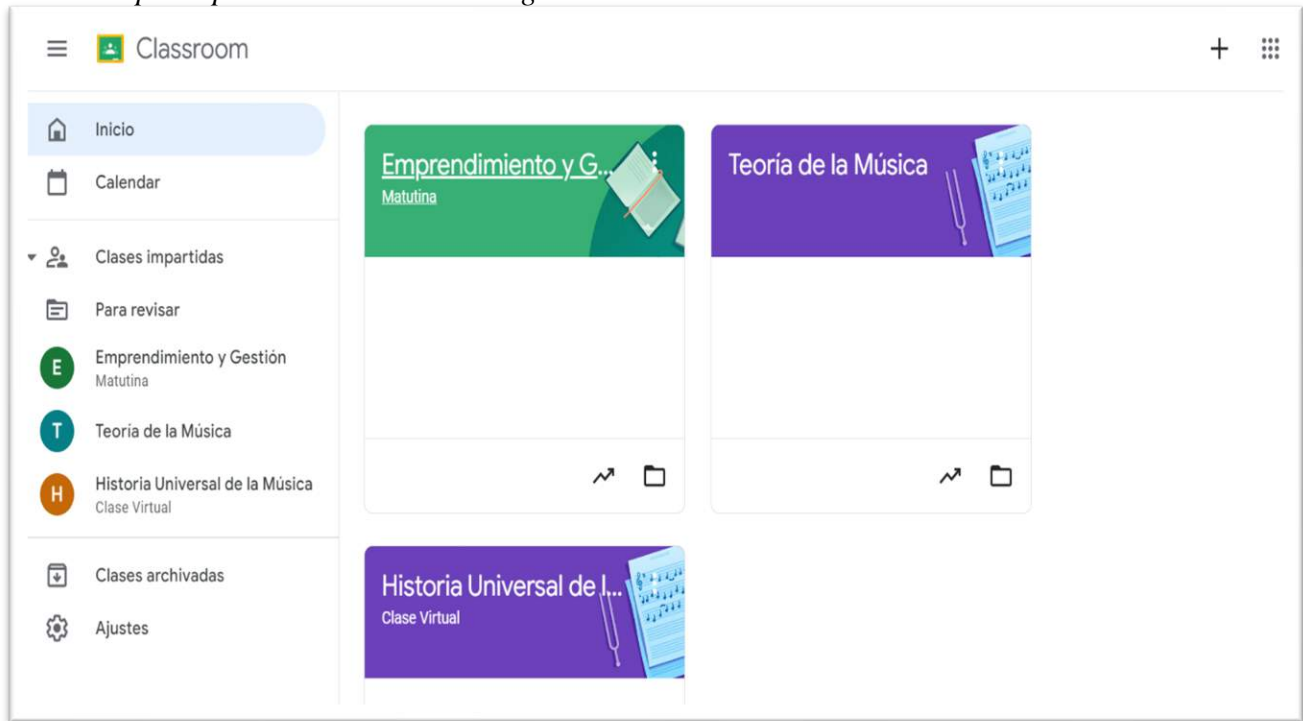 Classroom
Inicio
Calendar
Clases impartidas
Para revisar
E
Emprendimiento y Gestión
Matutina
T
Teoría de la Música
H
Historia Universal de la Música
Clase Virtual
Clases archivadas
Ajustes
Emprendimiento y G...
Matutina
Teoría de la Música
Historia Universal de l...
Clase Virtual